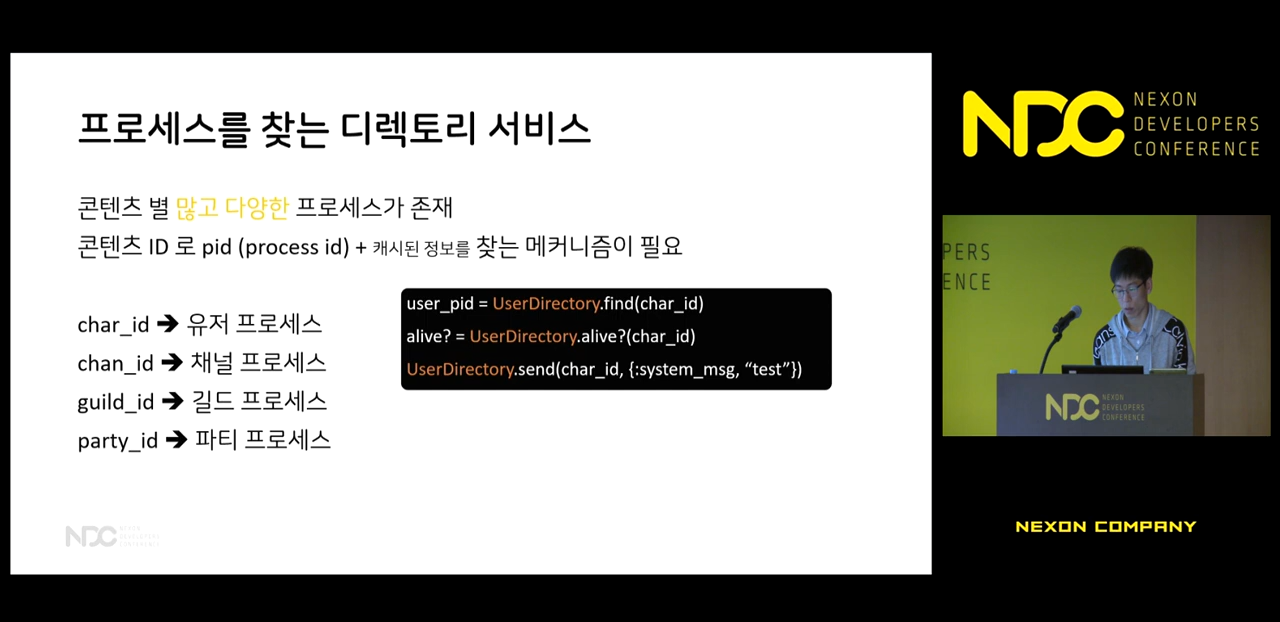 프로세스를 찾는 디렉토리 서비스
콘텐츠 별 많고 다양한 프로세스가 존재
콘텐츠 ID 로 pid (process id) + 캐시된 정보를 찾는 메커니즘이 필요
char_id ➔ 유저 프로세스
chan_id ➔ 채널 프로세스
guild_id ➔ 길드 프로세스
party_id ➔ 파티 프로세스
user_pid = UserDirectory.find(char_id)
alive? = UserDirectory.alive?(char_id)
UserDirectory.send(char_id, {:system_msg, “test”})
NDC
NDC
NEXON
DEVELOPERS
CONFERENCE
PERS
ENCE
NDC
NEXON
DEVELOPERS
CONFERENCE
NEXON COMPANY